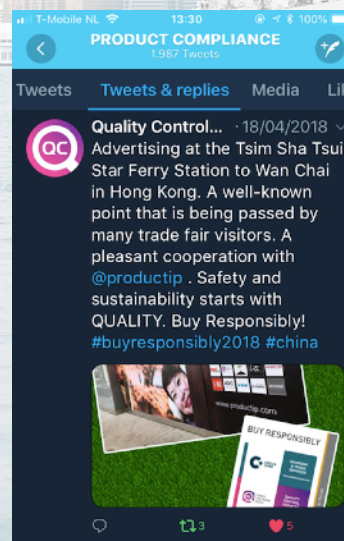 T-Mobile NL 13:30 100%
PRODUCT COMPLIANCE
1.987 Tweets
Tweets Tweets & replies Media Li
QC
Quality Control... · 18/04/2018
Advertising at the Tsim Sha Tsui
Star Ferry Station to Wan Chai
in Hong Kong. A well-known
point that is being passed by
many trade fair visitors. A
pleasant cooperation with
@productip . Safety and
sustainability starts with
QUALITY. Buy Responsibly!
#buyresponsibly2018 #china
www.productip.com
BUY RESPONSIBLY
3 5